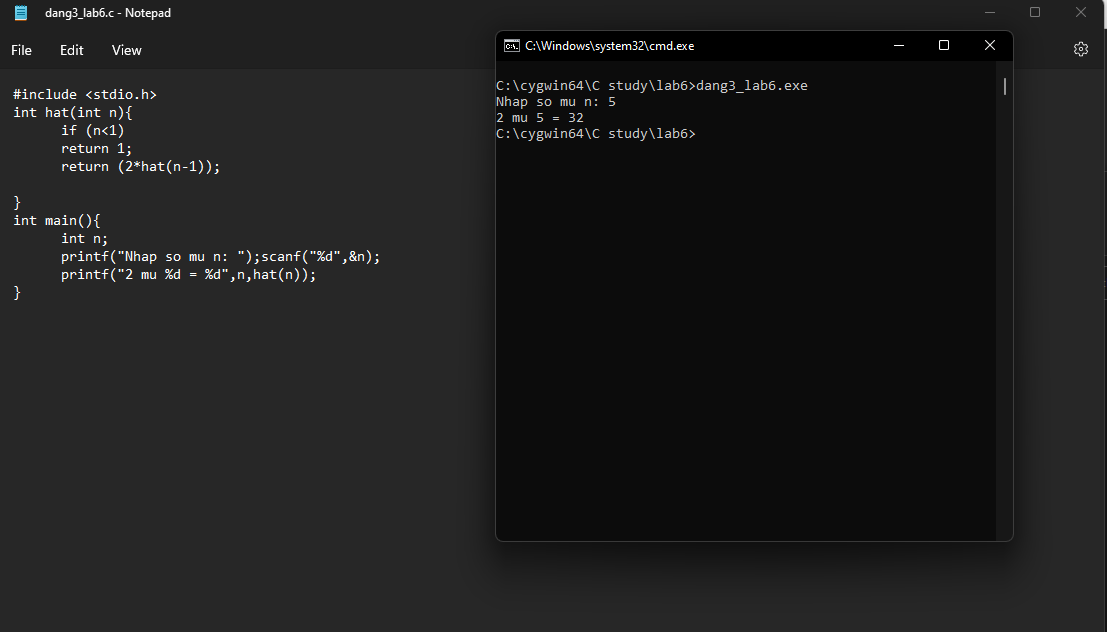 dang3_lab6.c - Notepad
File Edit View
#include <stdio.h>
int hat(int n){
if (n<1)
return 1;
return (2*hat(n-1));
}
int main(){
int n;
printf("Nhap so mu n: ");scanf("%d",&n);
printf("2 mu %d = %d",n,hat(n));
}
C:\Windows\system32\cmd.exe
C:\cygwin64\C study\lab6>dang3_lab6.exe
Nhap so mu n: 5
2 mu 5 = 32
C:\cygwin64\C study\lab6>